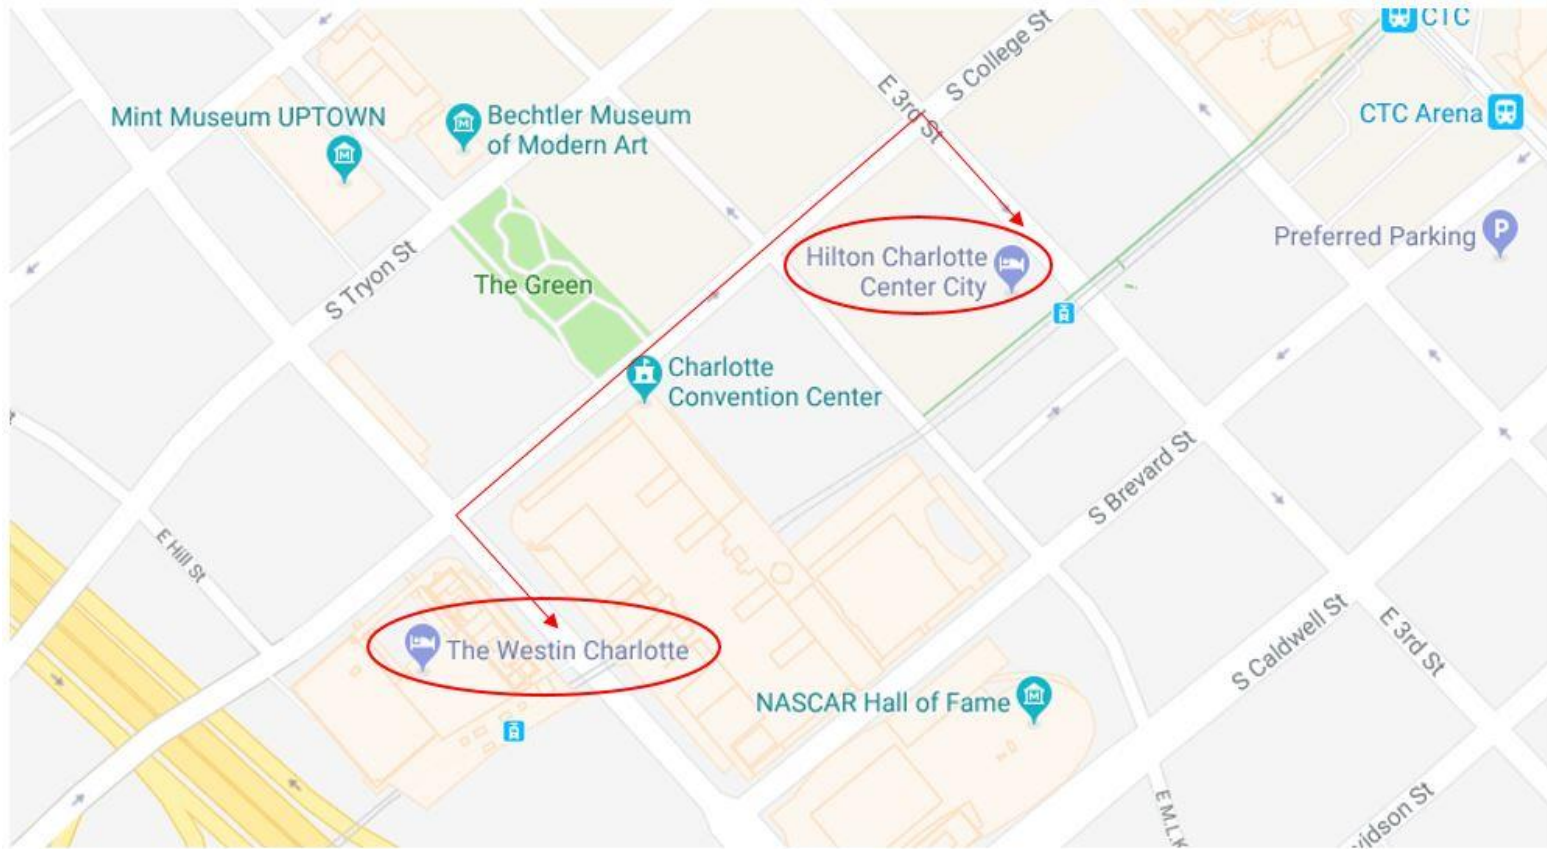 CTC
S College St
E 3rd St
Mint Museum UPTOWN
Bechtler Museum
of Modern Art
CTC Arena
Preferred Parking
P
S Tryon St
The Green
Hilton Charlotte
Center City
Charlotte
Convention Center
S Brevard St
E Hill St
The Westin Charlotte
S Caldwell St
E 3rd St
NASCAR Hall of Fame
E M.L.K
vidson St